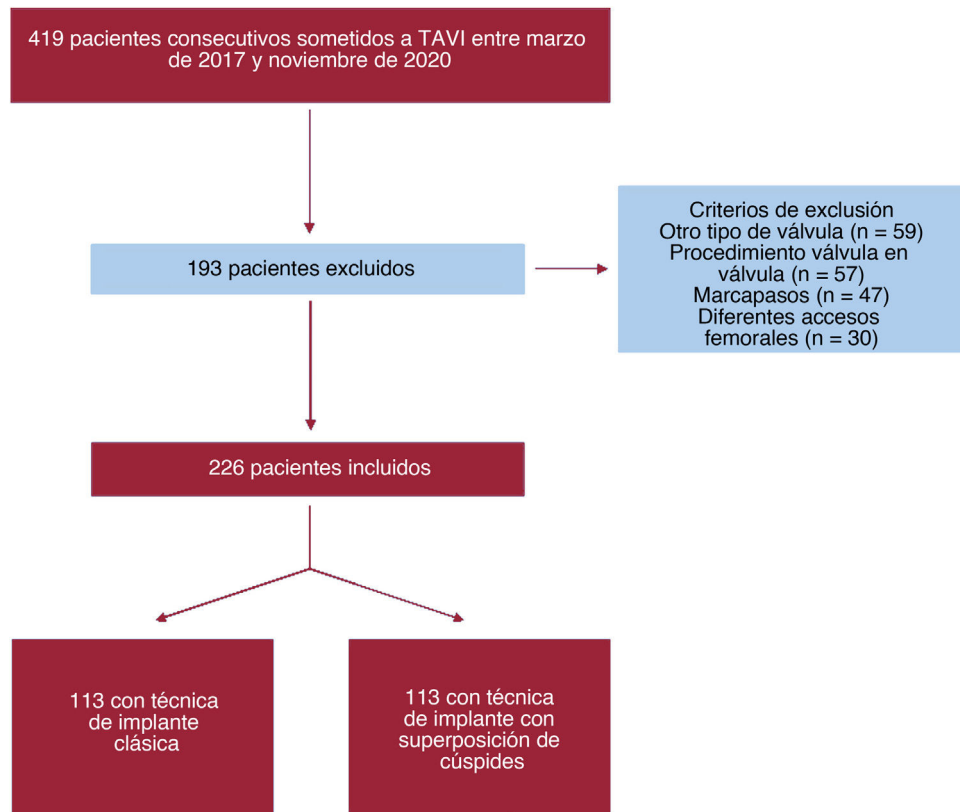 419 pacientes consecutivos sometidos a TAVI entre marzo
de 2017 y noviembre de 2020
193 pacientes excluidos
Criterios de exclusión
Otro tipo de válvula (n = 59)
Procedimiento válvula en
válvula (n = 57)
Marcapasos (n = 47)
Diferentes accesos
femorales (n = 30)
226 pacientes incluidos
113 con técnica
de implante
clásica
113 con técnica
de implante con
superposición de
cúspides